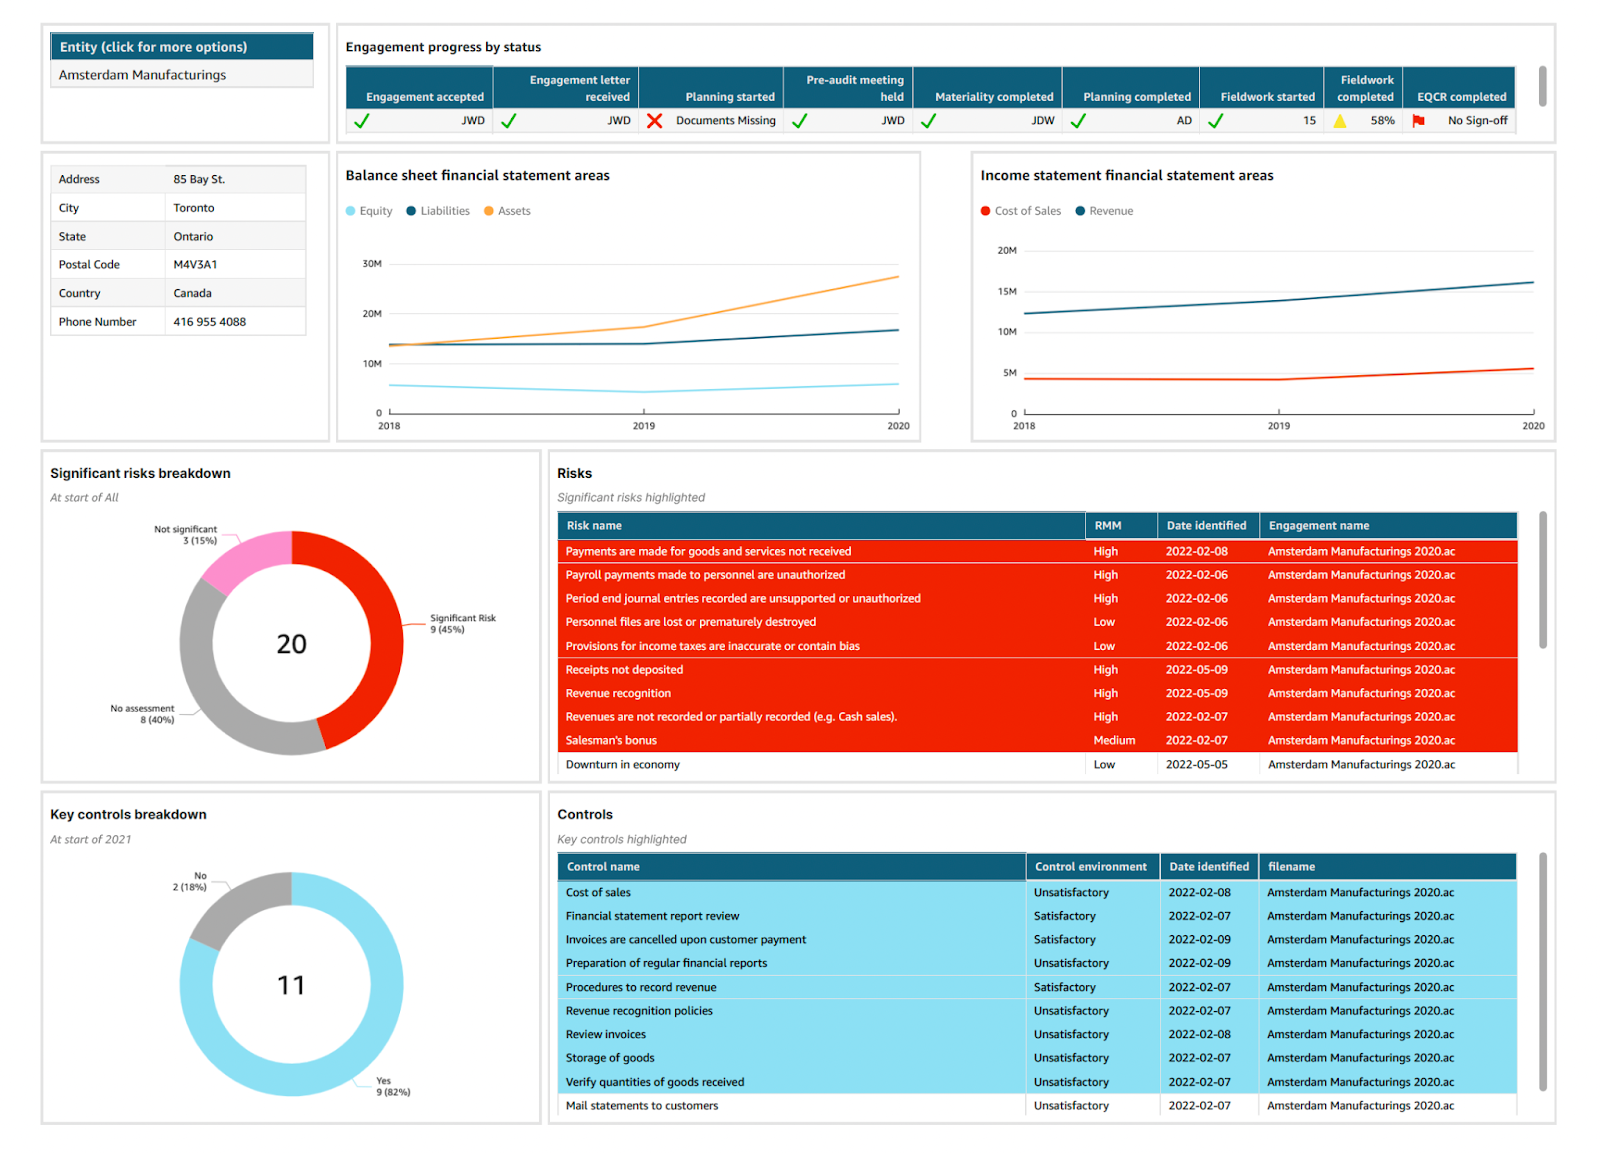 Entity (click for more options)
Amsterdam Manufacturings
Engagement progress by status
Engagement accepted
Engagement letter
received
Planning started
Pre-audit meeting
held
Materiality completed
Planning completed
Fieldwork started
Fieldwork
completed
EQCR completed
JWD JWD Documents Missing JWD JDW AD 15 58% No Sign-off
Address 85 Bay St.
City Toronto
State Ontario
Postal Code M4V3A1
Country Canada
Phone Number 416 955 4088
Balance sheet financial statement areas
Equity Liabilities Assets
30M
20M
10M
0
2018 2019 2020
Income statement financial statement areas
Cost of Sales Revenue
20M
15M
10M
5M
0
2018 2019 2020
Significant risks breakdown
At start of All
Not significant
3 (15%)
Significant Risk
9 (45%)
20
No assessment
8 (40%)
Risks
Significant risks highlighted
Risk name RMM Date identified Engagement name
Payments are made for goods and services not received High 2022-02-08 Amsterdam Manufacturings 2020.ac
Payroll payments made to personnel are unauthorized High 2022-02-06 Amsterdam Manufacturings 2020.ac
Period end journal entries recorded are unsupported or unauthorized High 2022-02-06 Amsterdam Manufacturings 2020.ac
Personnel files are lost or prematurely destroyed Low 2022-02-06 Amsterdam Manufacturings 2020.ac
Provisions for income taxes are inaccurate or contain bias Low 2022-02-06 Amsterdam Manufacturings 2020.ac
Receipts not deposited High 2022-05-09 Amsterdam Manufacturings 2020.ac
Revenue recognition High 2022-05-09 Amsterdam Manufacturings 2020.ac
Revenues are not recorded or partially recorded (e.g. Cash sales). High 2022-02-07 Amsterdam Manufacturings 2020.ac
Salesman's bonus Medium 2022-02-07 Amsterdam Manufacturings 2020.ac
Downturn in economy Low 2022-05-05 Amsterdam Manufacturings 2020.ac
Key controls breakdown
At start of 2021
No
2 (18%)
11
Yes
9 (82%)
Controls
Key controls highlighted
Control name Control environment Date identified filename
Cost of sales Unsatisfactory 2022-02-08 Amsterdam Manufacturings 2020.ac
Financial statement report review Satisfactory 2022-02-07 Amsterdam Manufacturings 2020.ac
Invoices are cancelled upon customer payment Satisfactory 2022-02-09 Amsterdam Manufacturings 2020.ac
Preparation of regular financial reports Unsatisfactory 2022-02-09 Amsterdam Manufacturings 2020.ac
Procedures to record revenue Satisfactory 2022-02-07 Amsterdam Manufacturings 2020.ac
Revenue recognition policies Unsatisfactory 2022-02-07 Amsterdam Manufacturings 2020.ac
Review invoices Unsatisfactory 2022-02-08 Amsterdam Manufacturings 2020.ac
Storage of goods Unsatisfactory 2022-02-07 Amsterdam Manufacturings 2020.ac
Verify quantities of goods received Unsatisfactory 2022-02-07 Amsterdam Manufacturings 2020.ac
Mail statements to customers Unsatisfactory 2022-02-07 Amsterdam Manufacturings 2020.ac